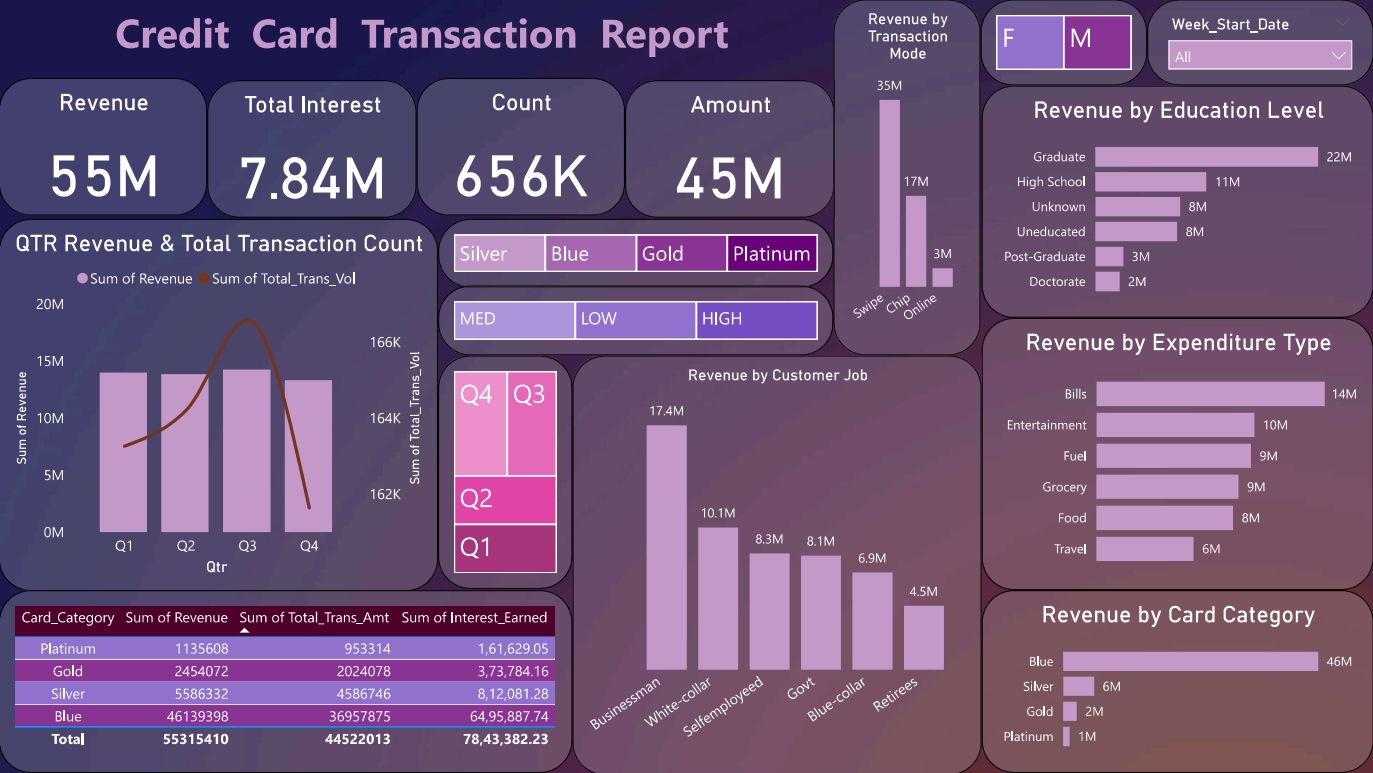 Credit Card Transaction Report
Revenue
55M
Total Interest
7.84M
Count
656K
Amount
45M
Revenue by
Transaction
Mode
35M
17M
3M
Swipe
Chip
Online
F
M
Week_Start_Date
All
Revenue by Education Level
Graduate 22M
High School 11M
Unknown 8M
Uneducated 8M
Post-Graduate 3M
Doctorate 2M
QTR Revenue & Total Transaction Count
Sum of Revenue Sum of Total_Trans_Vol
20M
15M
10M
5M
0M
Sum of Revenue
166K
164K
162K
Sum of Total_Trans_Vol
Q1 Q2 Q3 Q4
Qtr
Silver Blue Gold Platinum
MED LOW HIGH
Q4 Q3
Q2
Q1
Revenue by Customer Job
17.4M
10.1M
8.3M
8.1M
6.9M
4.5M
Businessman
White-collar
Selfemployeed
Govt
Blue-collar
Retirees
Revenue by Expenditure Type
Bills 14M
Entertainment 10M
Fuel 9M
Grocery 9M
Food 8M
Travel 6M
Card_Category Sum of Revenue Sum of Total_Trans_Amt Sum of Interest_Earned
Platinum 1135608 953314 1,61,629.05
Gold 2454072 2024078 3,73,784.16
Silver 5586332 4586746 8,12,081.28
Blue 46139398 36957875 64,95,887.74
Total 55315410 44522013 78,43,382.23
Revenue by Card Category
Blue 46M
Silver 6M
Gold 2M
Platinum 1M